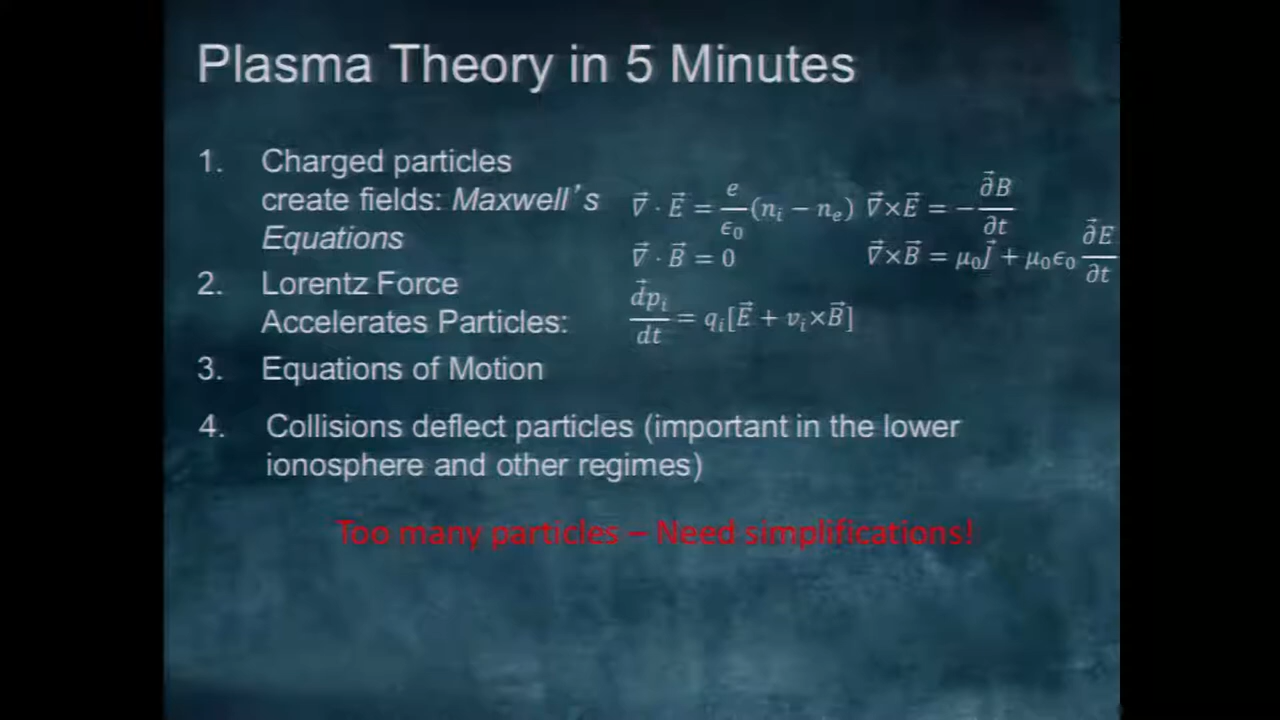 Plasma Theory in 5 Minutes
1. Charged particles
create fields: Maxwell's
Equations
∇⃗ · E⃗ = e/ϵ₀ (nᵢ − nₑ) ∇⃗×E⃗ = − ∂⃗B/∂t
∇⃗ · B⃗ = 0 ∇⃗×B⃗ = μ₀J⃗ + μ₀ϵ₀ ∂⃗E/∂t
2. Lorentz Force
Accelerates Particles:
d⃗pᵢ/dt = qᵢ[E⃗ + vᵢ×B⃗]
3. Equations of Motion
4. Collisions deflect particles (important in the lower
ionosphere and other regimes)
Too many particles – Need simplifications!